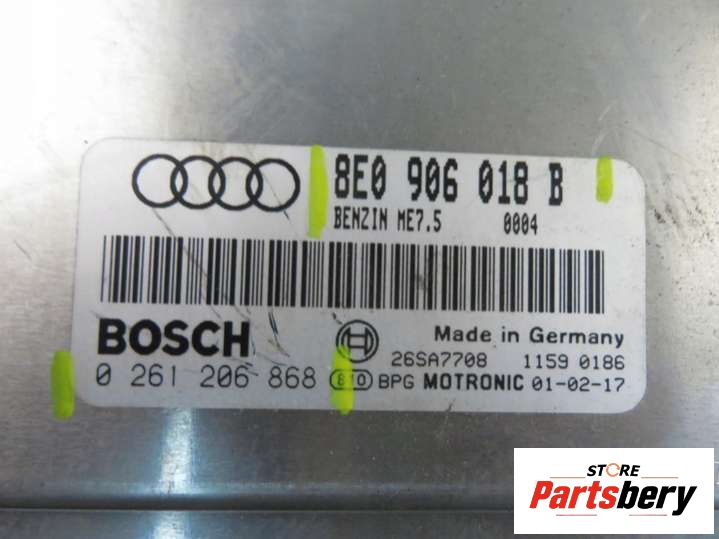 8E0 906 018 B
BENZIN ME7.5 0004
BOSCH
Made in Germany
26SA7708 1159 0186
0 261 206 868
BPG MOTRONIC 01-02-17
STORE
Partsbery